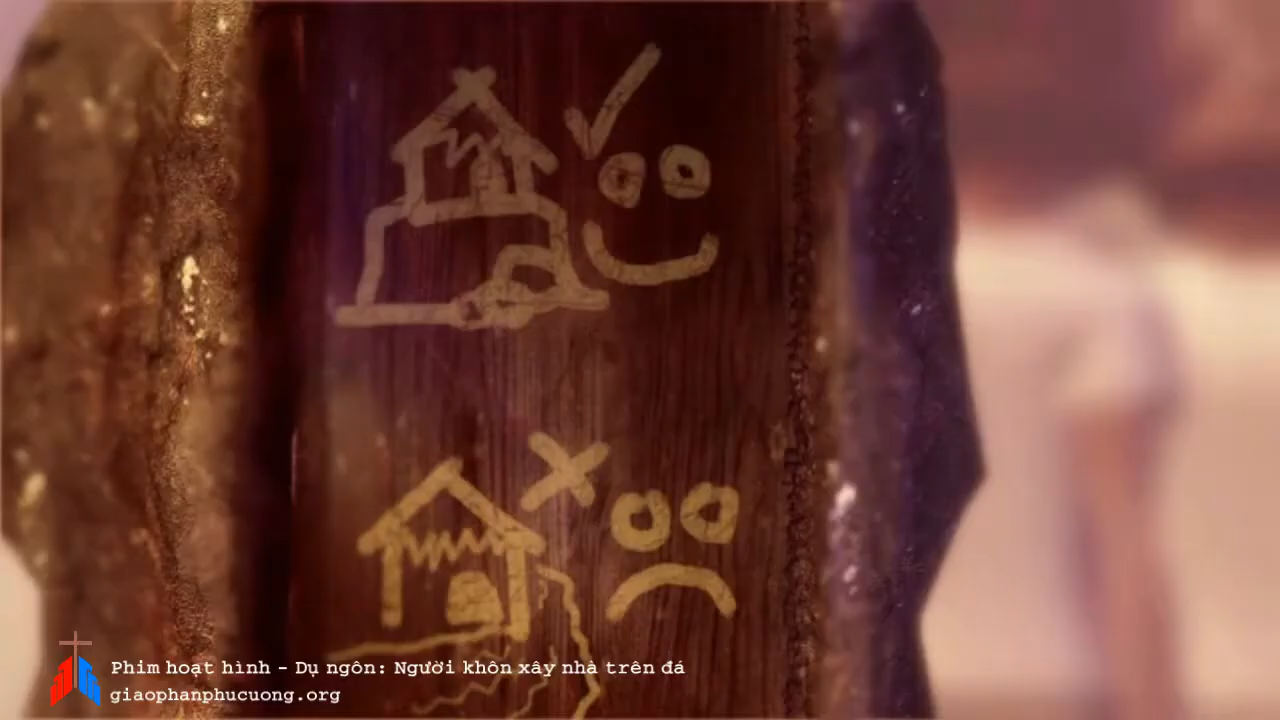 Phim hoạt hình - Dụ ngôn: Người khôn xây nhà trên đá
giaophanphucuong.org